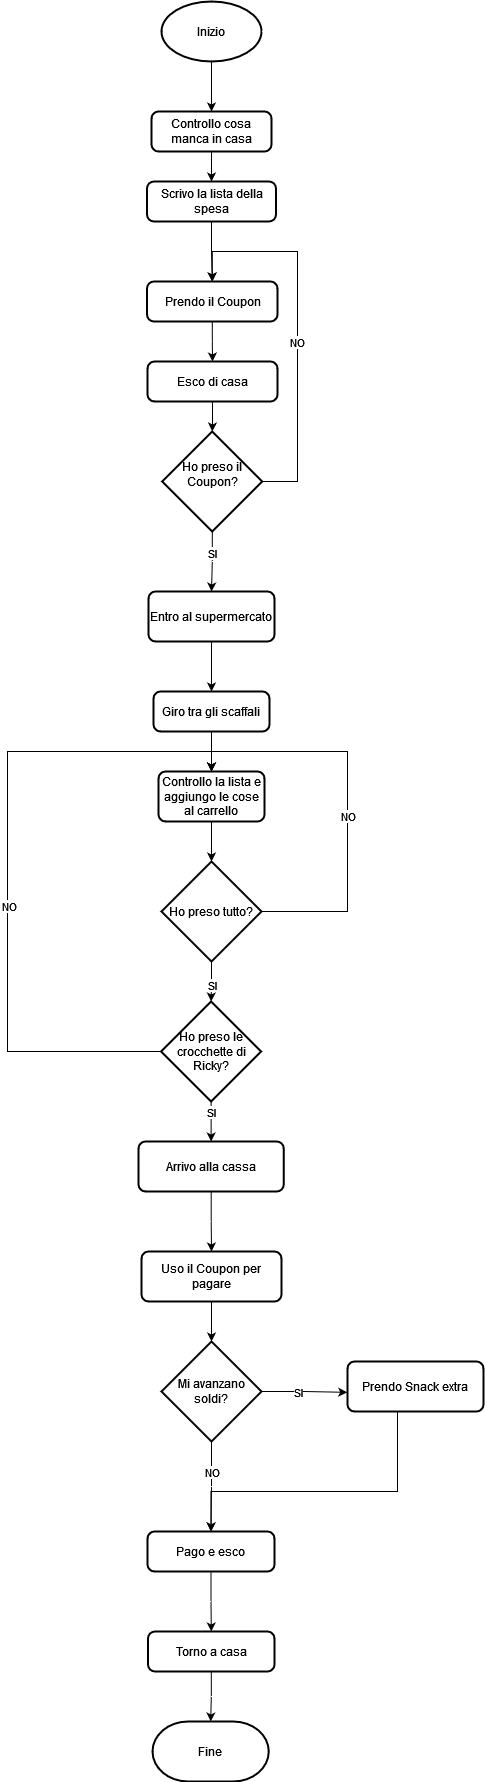 Inizio
Controllo cosa
manca in casa
Scrivo la lista della
spesa
Prendo il Coupon
NO
Esco di casa
Ho preso il
Coupon?
SI
Entro al supermercato
Giro tra gli scaffali
Controllo la lista e
aggiungo le cose
al carrello
NO
NO
Ho preso tutto?
SI
Ho preso le
crocchette di
Ricky?
SI
Arrivo alla cassa
Uso il Coupon per
pagare
Mi avanzano
soldi?
SI
Prendo Snack extra
NO
Pago e esco
Torno a casa
Fine